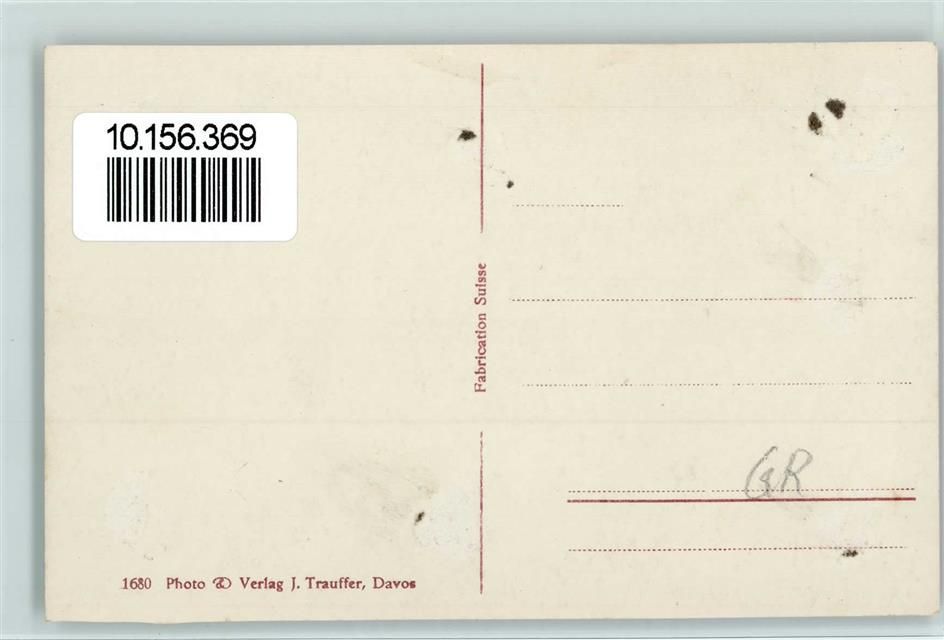 10.156.369
Fabrication Suisse
GR
1680 Photo & Verlag J. Trauffer, Davos